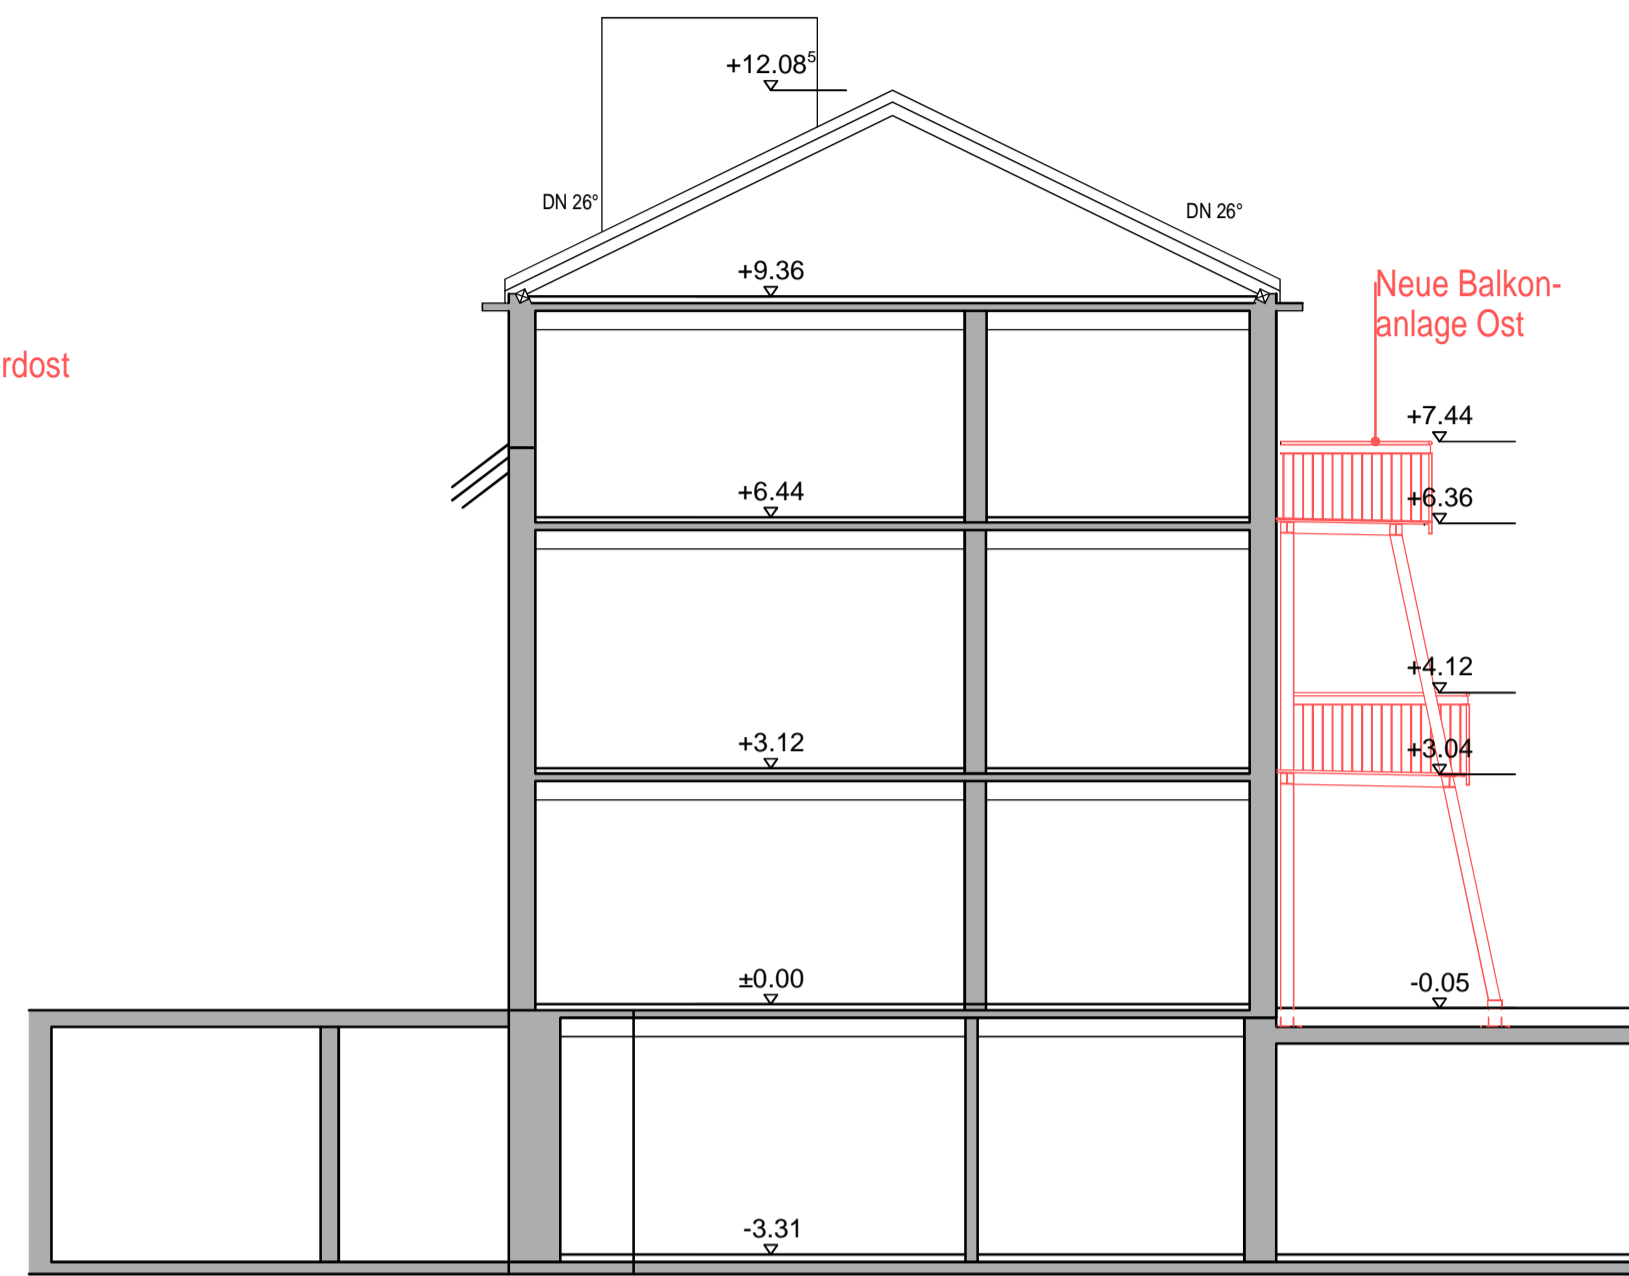 +12.08⁵
DN 26°
DN 26°
+9.36
Neue Balkon-
anlage Ost
rdost
+7.44
+6.44
+6.36
+4.12
+3.12
+3.04
±0.00
-0.05
-3.31